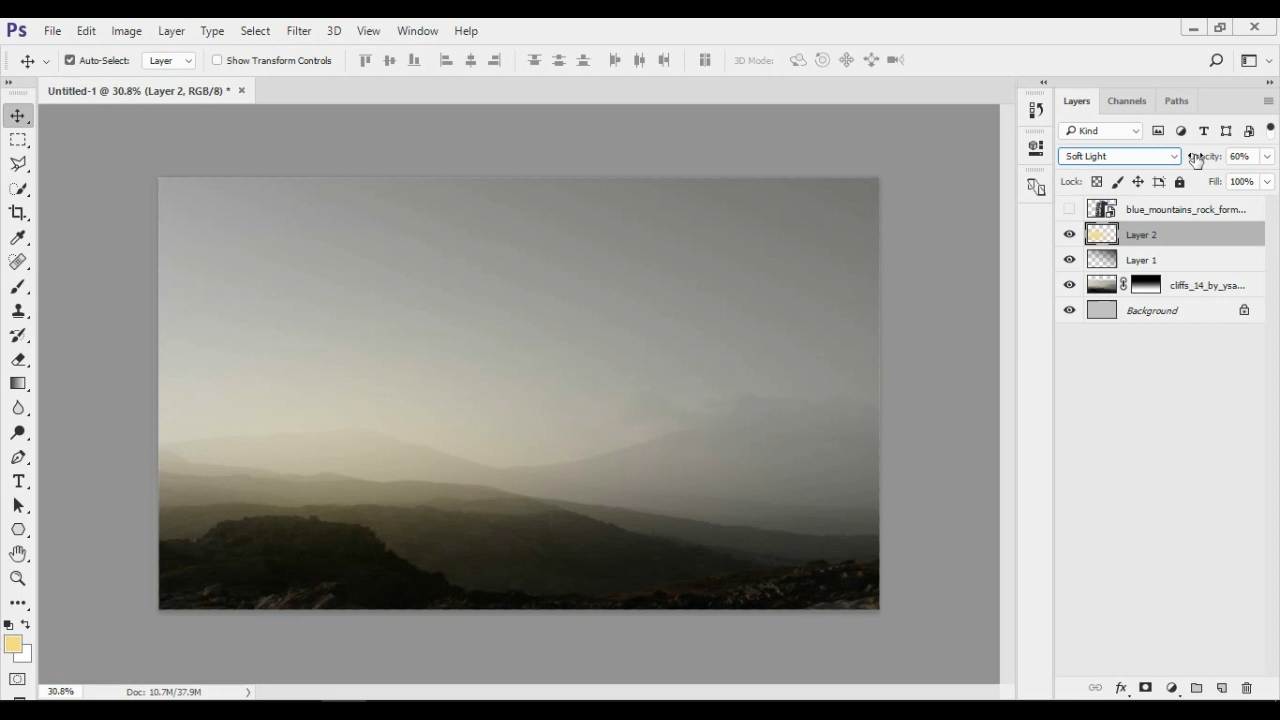 Ps File Edit Image Layer Type Select Filter 3D View Window Help
Auto-Select: Layer Show Transform Controls 3D Mode:
Untitled-1 @ 30.8% (Layer 2, RGB/8) *
Layers Channels Paths
Kind
Soft Light 60%
Lock: Fill: 100%
blue_mountains_rock_form...
Layer 2
Layer 1
cliffs_14_by_ysa...
Background
30.8% Doc: 10.7M/37.9M